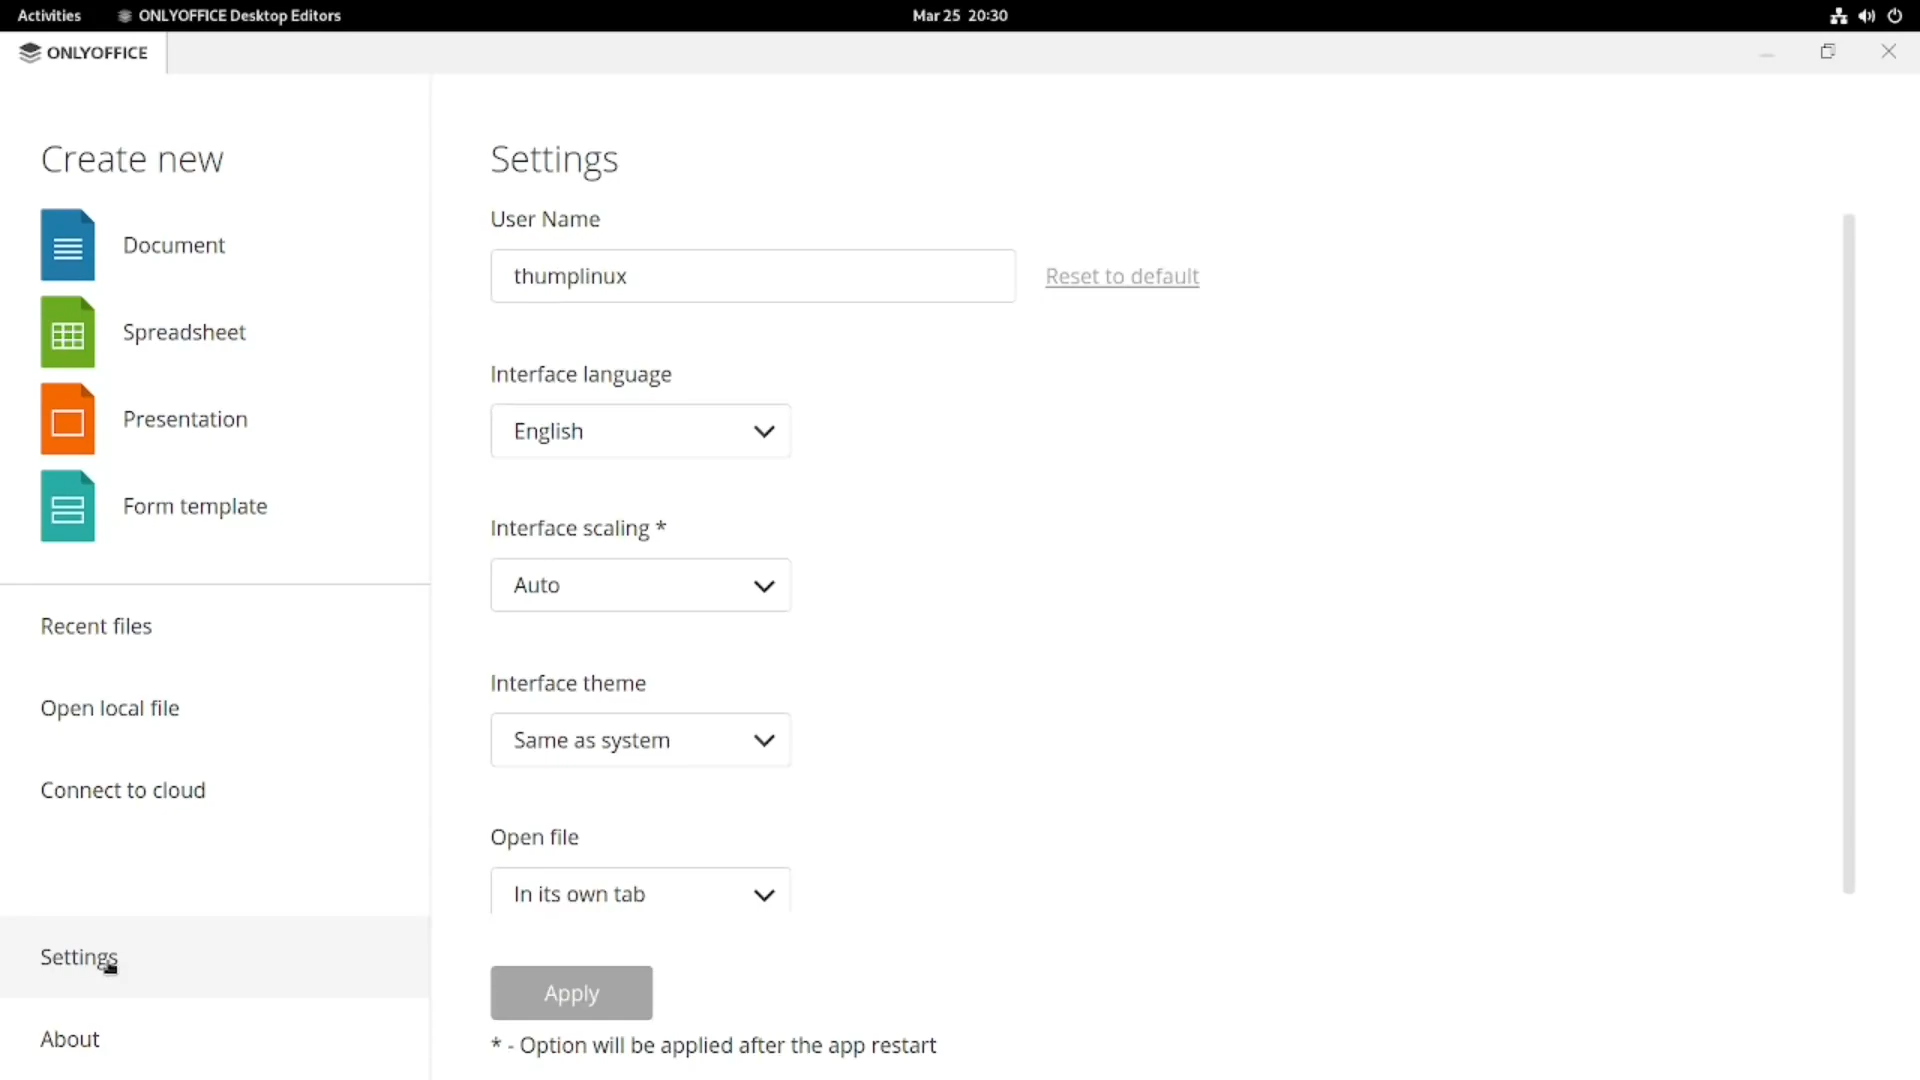 Activities
ONLYOFFICE Desktop Editors
Mar 25 20:30
ONLYOFFICE
Create new
Document
Spreadsheet
Presentation
Form template
Recent files
Open local file
Connect to cloud
Settings
About
Settings
User Name
thumplinux
Reset to default
Interface language
English
Interface scaling *
Auto
Interface theme
Same as system
Open file
In its own tab
Apply
* - Option will be applied after the app restart